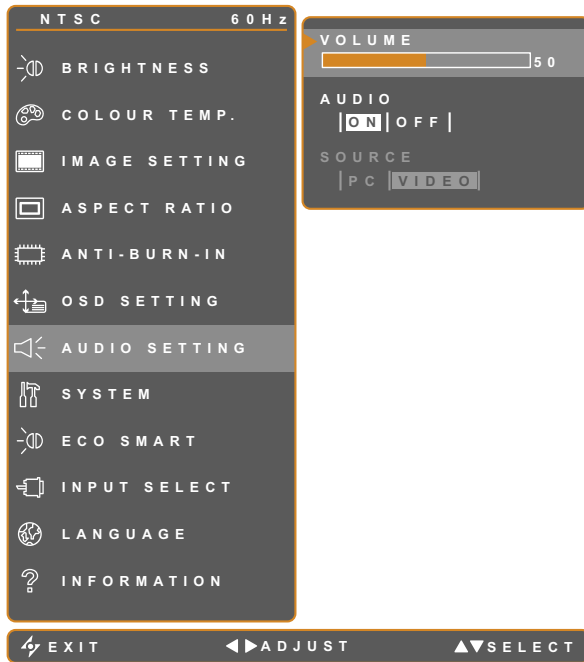 NTSC 60Hz
BRIGHTNESS
COLOUR TEMP.
IMAGE SETTING
ASPECT RATIO
ANTI-BURN-IN
OSD SETTING
AUDIO SETTING
SYSTEM
ECO SMART
INPUT SELECT
LANGUAGE
INFORMATION
VOLUME
50
AUDIO
ON OFF
SOURCE
PC VIDEO
EXIT ADJUST SELECT